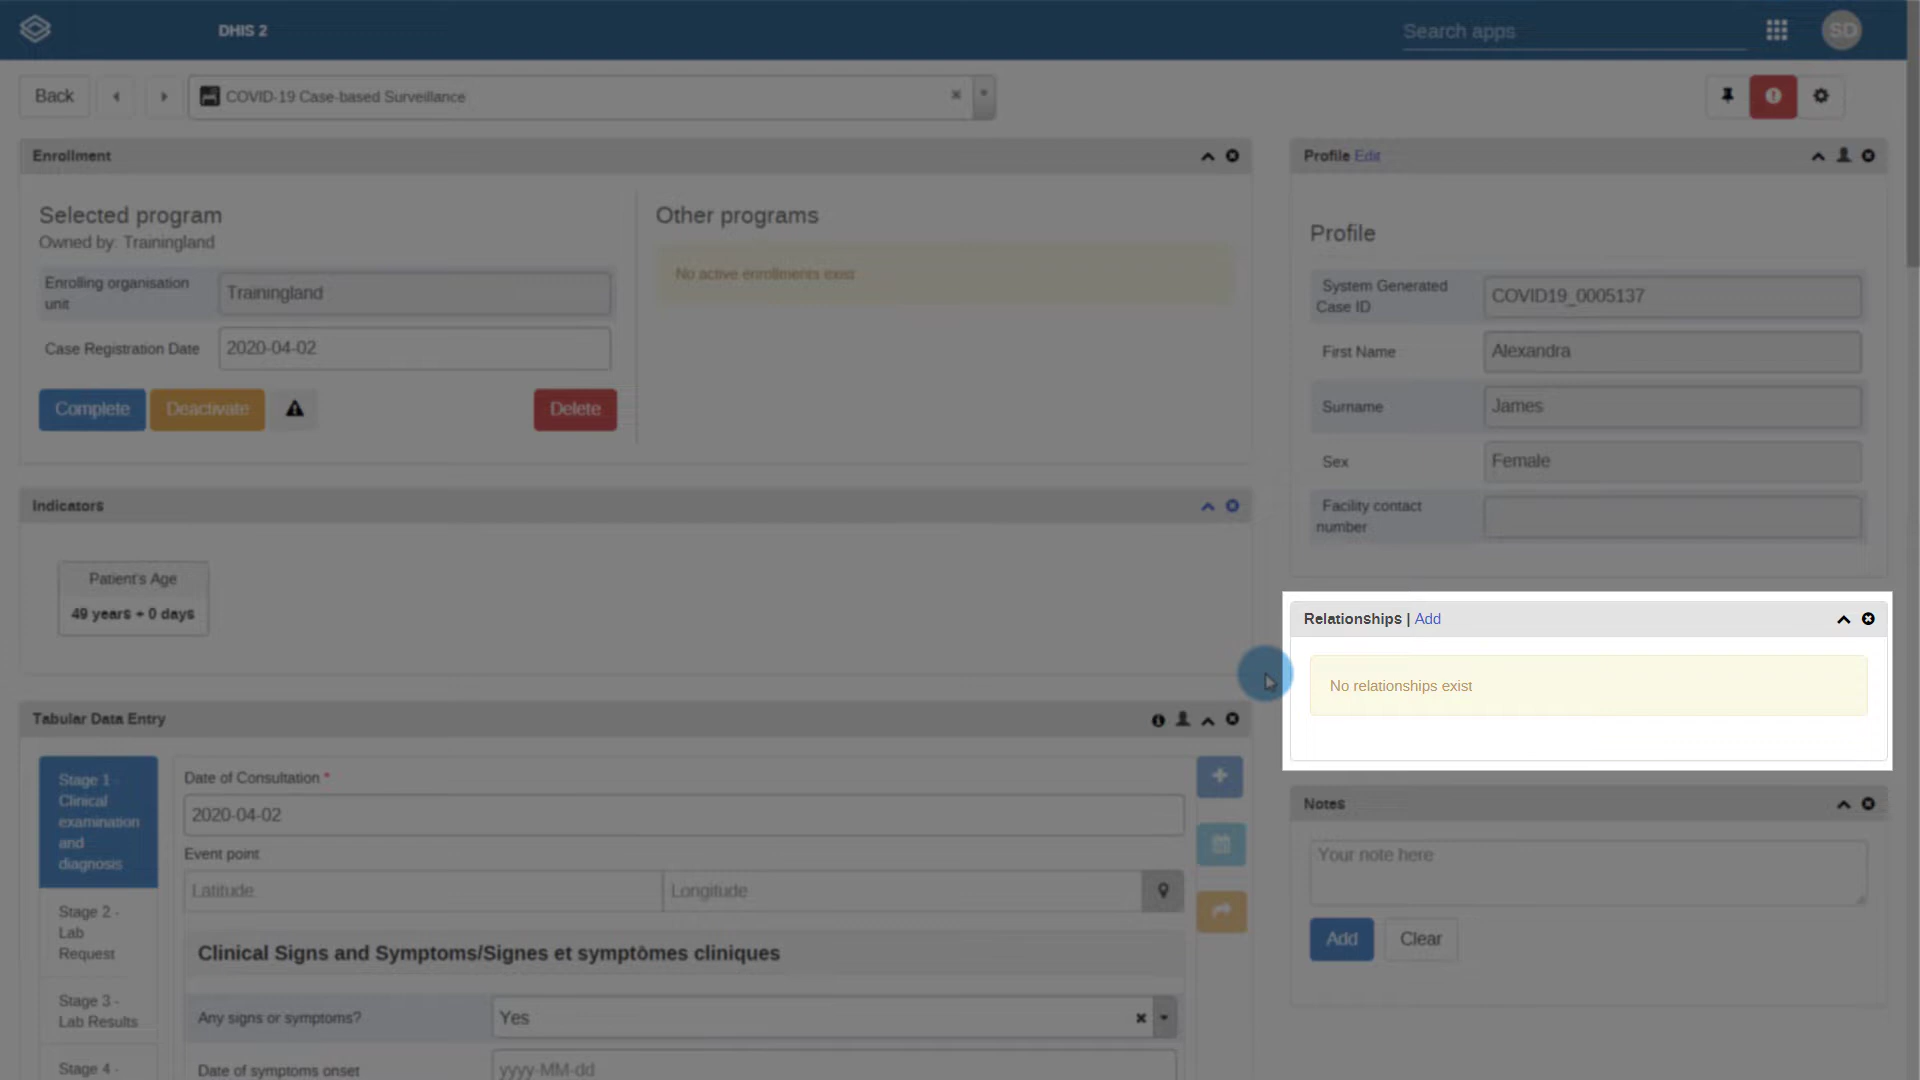 DHIS 2
Search apps
SD
Back
COVID-19 Case-based Surveillance
Enrollment
Selected program
Owned by: Trainingland
Enrolling organisation
unit
Trainingland
Case Registration Date
2020-04-02
Complete
Deactivate
Delete
Other programs
No active enrollments exist
Profile Edit
Profile
System Generated
Case ID
COVID19_0005137
First Name
Alexandra
Surname
James
Sex
Female
Facility contact
number
Indicators
Patient's Age
49 years + 0 days
Relationships | Add
No relationships exist
Tabular Data Entry
Stage 1 -
Clinical
examination
and
diagnosis
Stage 2 -
Lab
Request
Stage 3 -
Lab Results
Stage 4 -
Date of Consultation *
2020-04-02
Event point
Latitude
Longitude
Clinical Signs and Symptoms/Signes et symptòmes cliniques
Any signs or symptoms?
Yes
Date of symptoms onset
yyyy-MM-dd
Notes
Your note here
Add
Clear